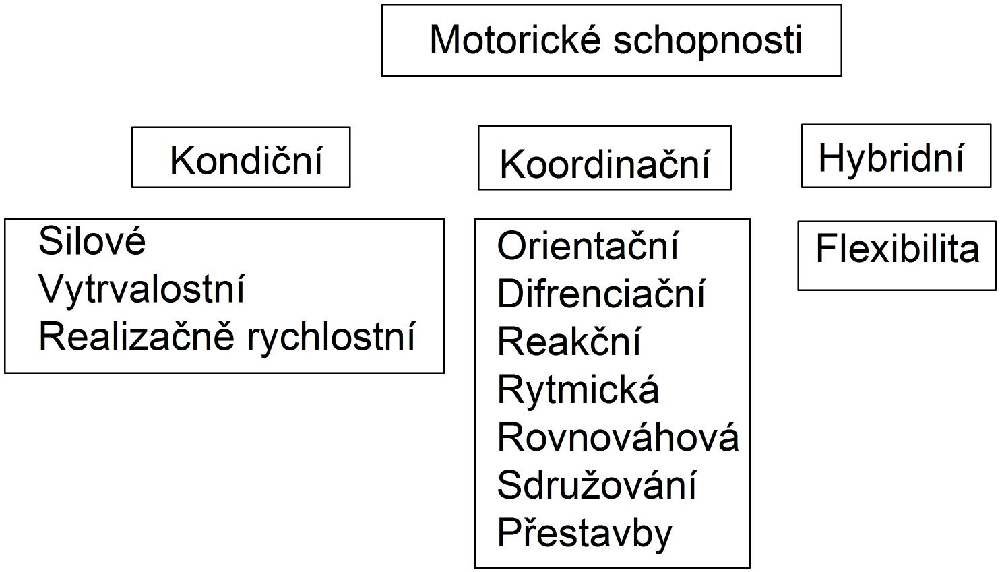 Motorické schopnosti
Kondiční
Koordinační
Hybridní
Silové
Vytrvalostní
Realizačně rychlostní
Orientační
Difrenciační
Reakční
Rytmická
Rovnováhová
Sdružování
Přestavby
Flexibilita